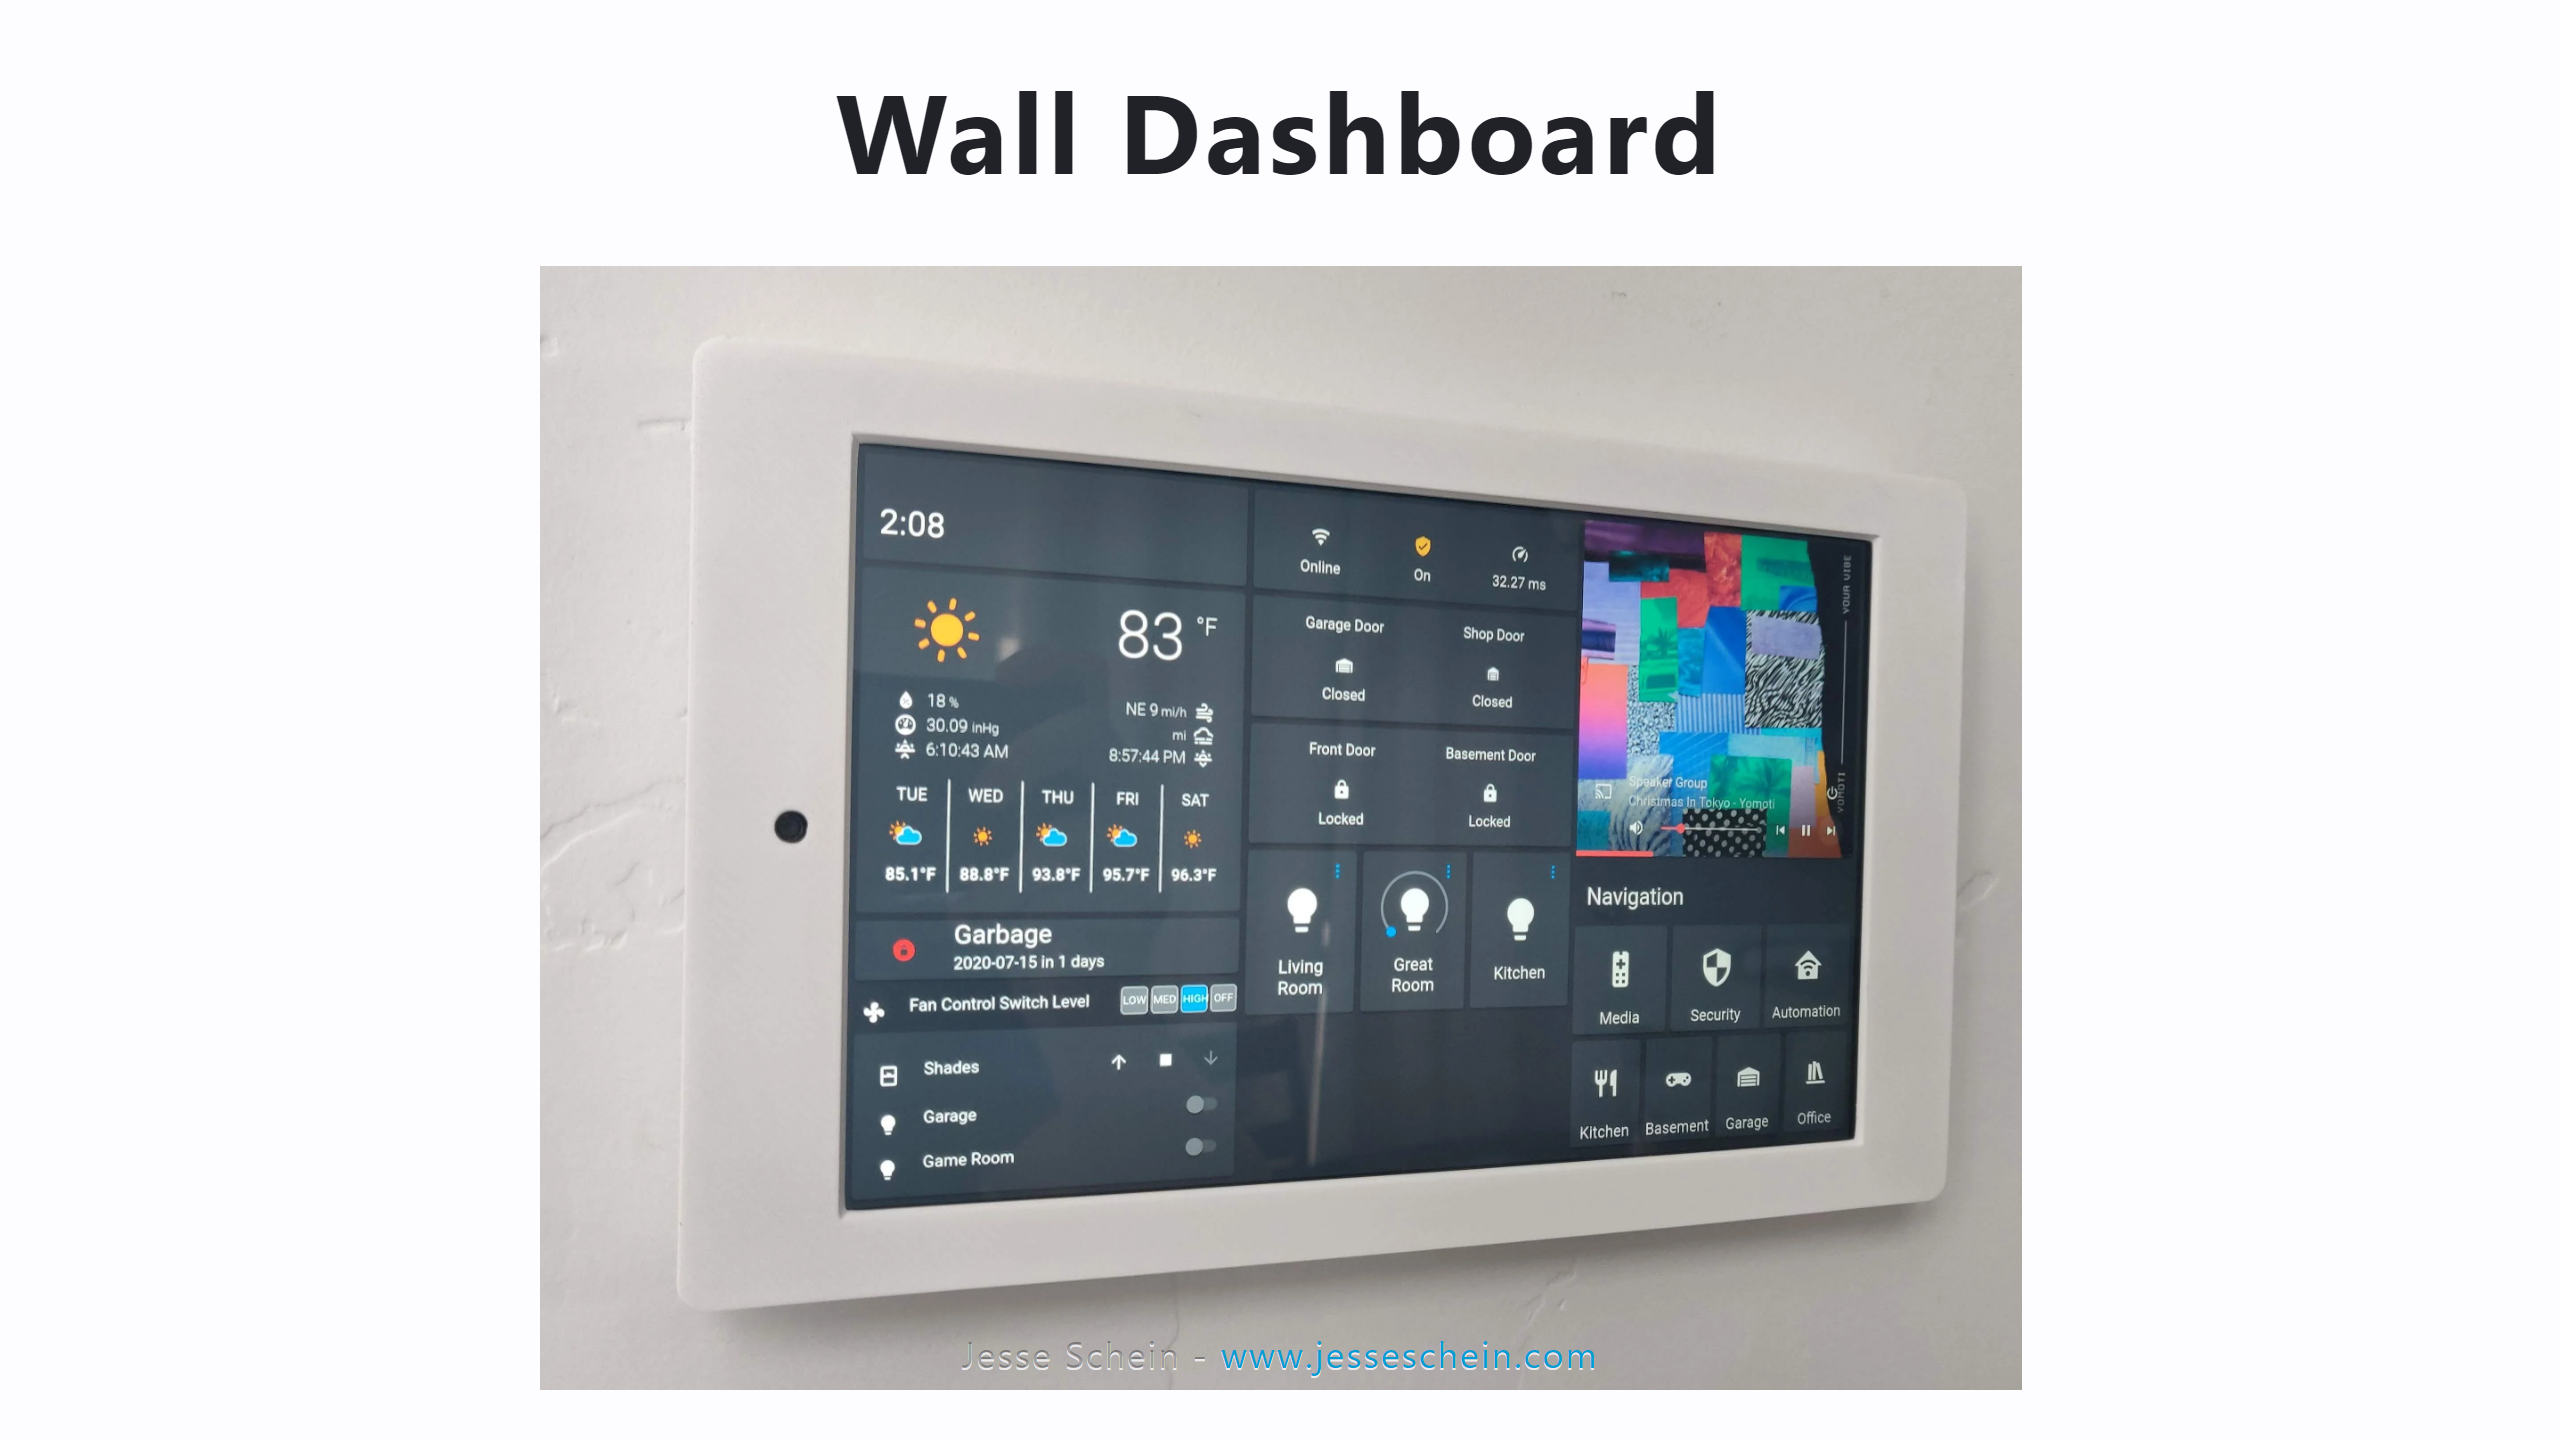 Wall Dashboard
2:08
83 °F
18 %
30.09 inHg
6:10:43 AM
NE 9 mi/h
mi
8:57:44 PM
TUE WED THU FRI SAT
85.1°F 88.8°F 93.8°F 95.7°F 96.3°F
Garbage
2020-07-15 in 1 days
Fan Control Switch Level LOW MED HIGH OFF
Shades
Garage
Game Room
Online On 32.27 ms
Garage Door Shop Door
Closed Closed
Front Door Basement Door
Locked Locked
Living Room
Great Room
Kitchen
YOUR VIBE
YOMOTI
Speaker Group
Christmas In Tokyo - Yomoti
Navigation
Media Security Automation
Kitchen Basement Garage Office
Jesse Schein - www.jesseschein.com